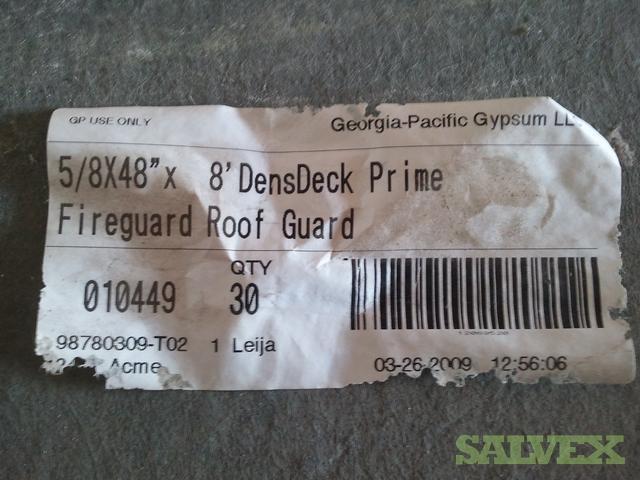 GP USE ONLY
Georgia-Pacific Gypsum
5/8X48"x 8'DensDeck Prime
Fireguard Roof Guard
010449
QTY
30
98780309-T02 1 Leija
Acme
03-26-2009 12:56:06
SALVEX